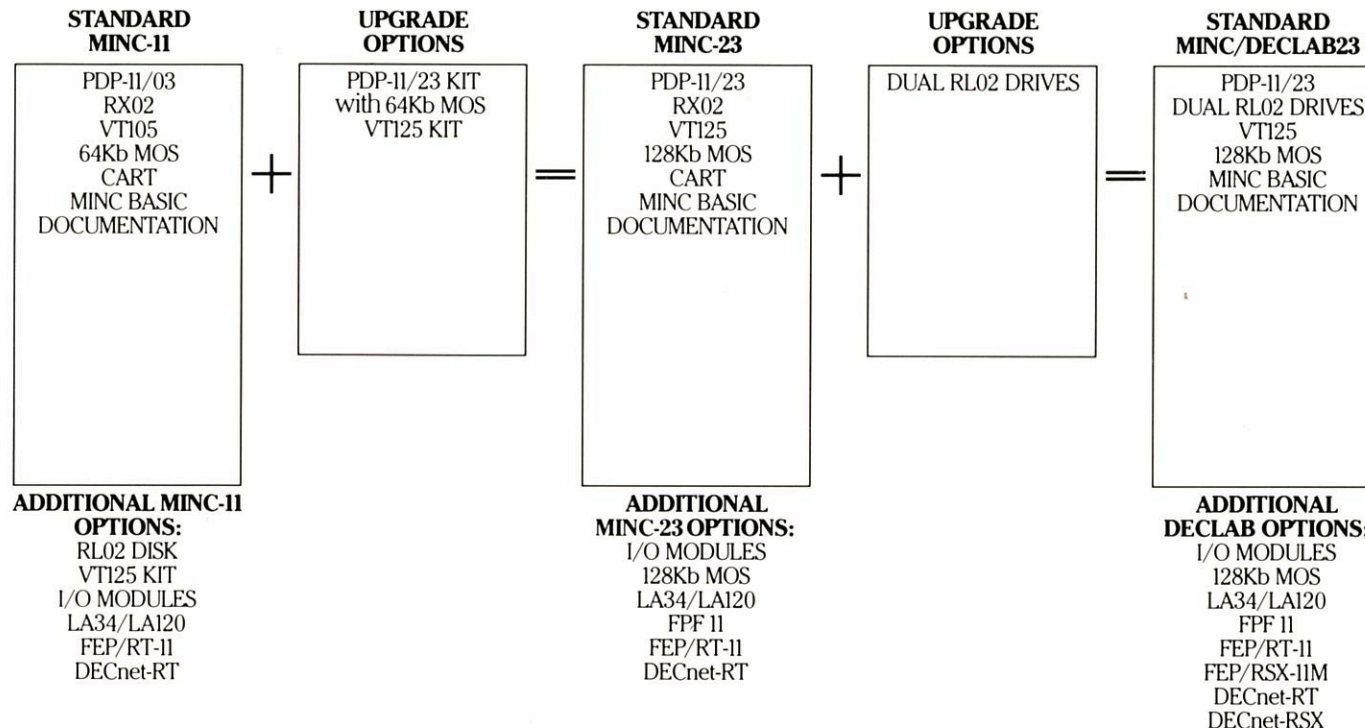 STANDARD
MINC-11
PDP-11/03
RX02
VT105
64Kb MOS
CART
MINC BASIC
DOCUMENTATION
ADDITIONAL MINC-11
OPTIONS:
RL02 DISK
VT125 KIT
I/O MODULES
LA34/LA120
FEP/RT-11
DECnet-RT
+
UPGRADE
OPTIONS
PDP-11/23 KIT
with 64Kb MOS
VT125 KIT
=
STANDARD
MINC-23
PDP-11/23
RX02
VT125
128Kb MOS
CART
MINC BASIC
DOCUMENTATION
ADDITIONAL
MINC-23 OPTIONS:
I/O MODULES
128Kb MOS
LA34/LA120
FPF 11
FEP/RT-11
DECnet-RT
+
UPGRADE
OPTIONS
DUAL RL02 DRIVES
=
STANDARD
MINC/DECLAB23
PDP-11/23
DUAL RL02 DRIVES
VT125
128Kb MOS
MINC BASIC
DOCUMENTATION
ADDITIONAL
DECLAB OPTIONS:
I/O MODULES
128Kb MOS
LA34/LA120
FPF 11
FEP/RT-11
FEP/RSX-11M
DECnet-RT
DECnet-RSX